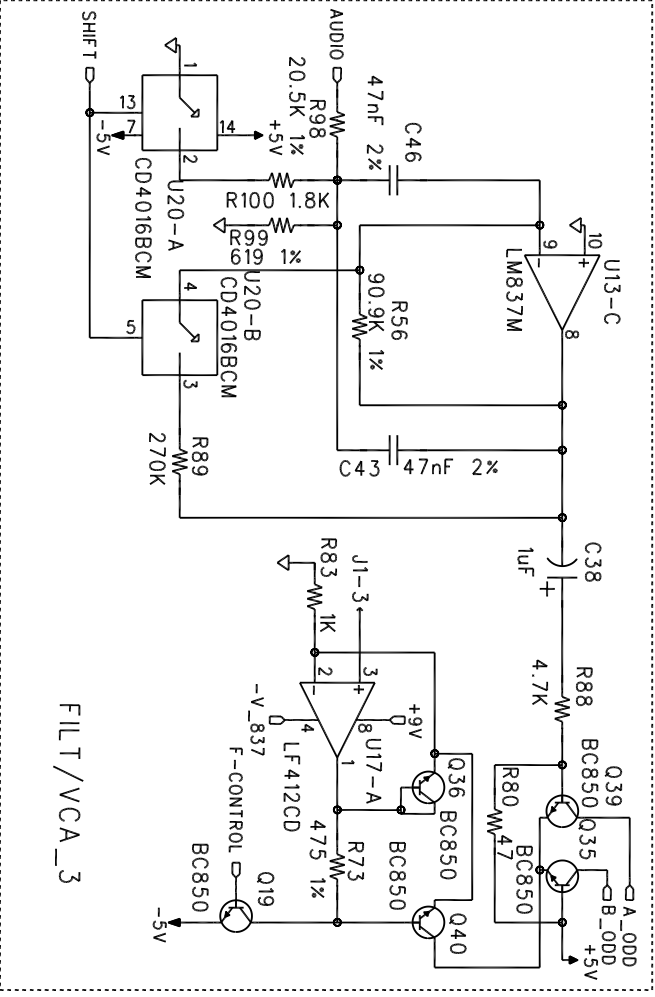 SHIFT
AUDIO
1
13
7
14
-5V
+5V
2
CD4016BCM
U20-A
R98
20.5K 1%
47nF 2%
C46
R100 1.8K
R99
619 1%
10
9
8
LM837M
U13-C
U20-B
CD4016BCM
4
5
3
R56
90.9K 1%
R89
270K
C43
47nF 2%
C38
1uF
+
R83
1K
J1-3
2
3
4
8
1
-V_837
+9V
LF412CD
U17-A
R88
4.7K
Q39
BC850
Q35
BC850
R80
47
Q36
BC850
F-CONTROL
475 1%
R73
BC850
Q40
BC850
Q19
-5V
A_ODD
B_ODD
+5V
FILT/VCA_3